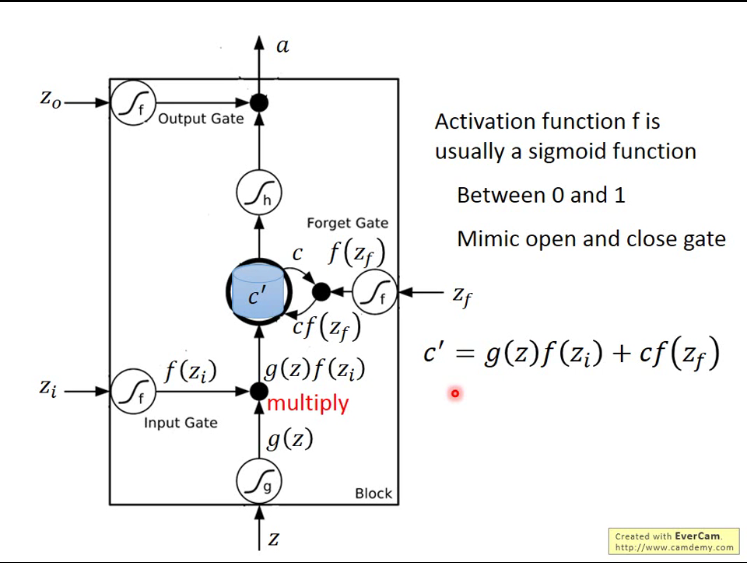 a
z_o
f
Output Gate
Activation function f is
usually a sigmoid function
h
Between 0 and 1
Forget Gate
Mimic open and close gate
c f(z_f)
c'
f
z_f
cf(z_f)
c' = g(z)f(z_i) + cf(z_f)
f(z_i)
g(z)f(z_i)
z_i
f
multiply
Input Gate
g(z)
g
Block
z
Created with EverCam.
http://www.camdemy.com